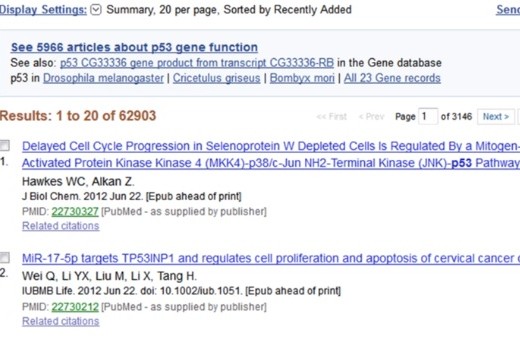 Display Settings: Summary, 20 per page, Sorted by Recently Added
See 5966 articles about p53 gene function
See also: p53 CG33336 gene product from transcript CG33336-RB in the Gene database
p53 in Drosophila melanogaster | Cricetulus griseus | Bombyx mori | All 23 Gene records
Results: 1 to 20 of 62903 << First < Prev Page 1 of 3146 Next >
Delayed Cell Cycle Progression in Selenoprotein W Depleted Cells Is Regulated By a Mitogen-
1. Activated Protein Kinase Kinase 4 (MKK4)-p38/c-Jun NH2-Terminal Kinase (JNK)-p53 Pathway
Hawkes WC, Alkan Z.
J Biol Chem. 2012 Jun 22. [Epub ahead of print]
PMID: 22730327 [PubMed - as supplied by publisher]
Related citations
MiR-17-5p targets TP53INP1 and regulates cell proliferation and apoptosis of cervical cancer
2. Wei Q, Li YX, Liu M, Li X, Tang H.
IUBMB Life. 2012 Jun 22. doi: 10.1002/iub.1051. [Epub ahead of print]
PMID: 22730212 [PubMed - as supplied by publisher]
Related citations